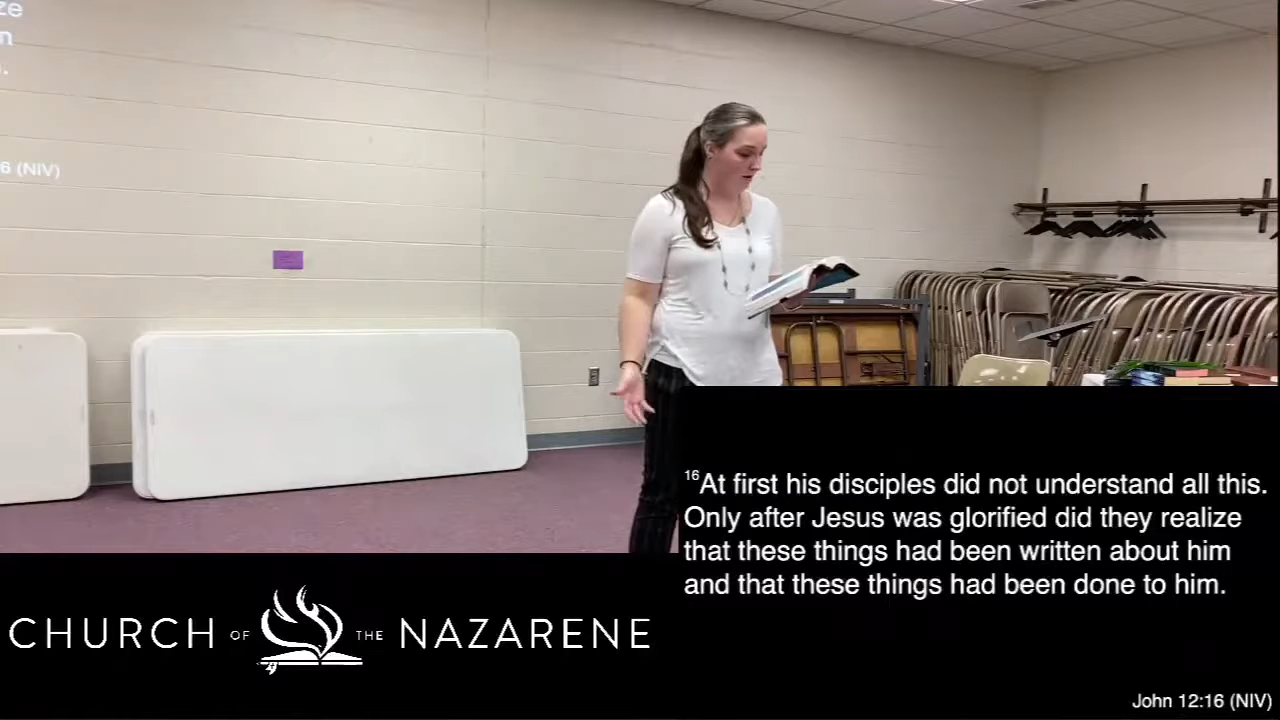 ze
n
.
6 (NIV)
16At first his disciples did not understand all this.
Only after Jesus was glorified did they realize
that these things had been written about him
and that these things had been done to him.
CHURCH OF THE NAZARENE
John 12:16 (NIV)